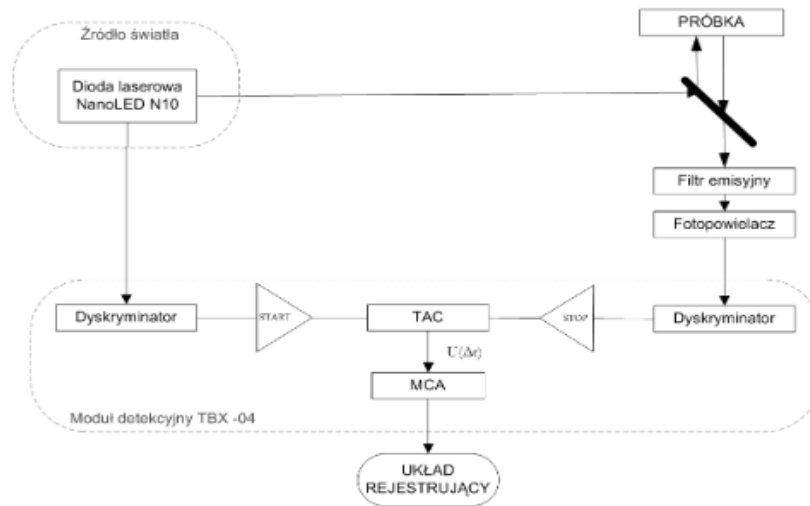 PRÓBKA
Źródło światła
Dioda laserowa
NanoLED N10
Filtr emisyjny
Fotopowielacz
Dyskryminator
START
TAC
STOP
Dyskryminator
U(Δt)
MCA
Moduł detekcyjny TBX -04
UKŁAD
REJESTRUJĄCY